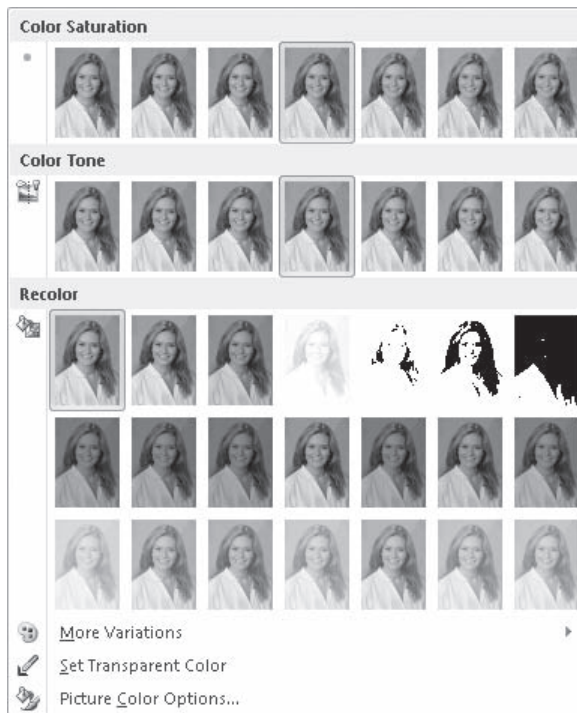 Color Saturation
Color Tone
Recolor
More Variations
Set Transparent Color
Picture Color Options...